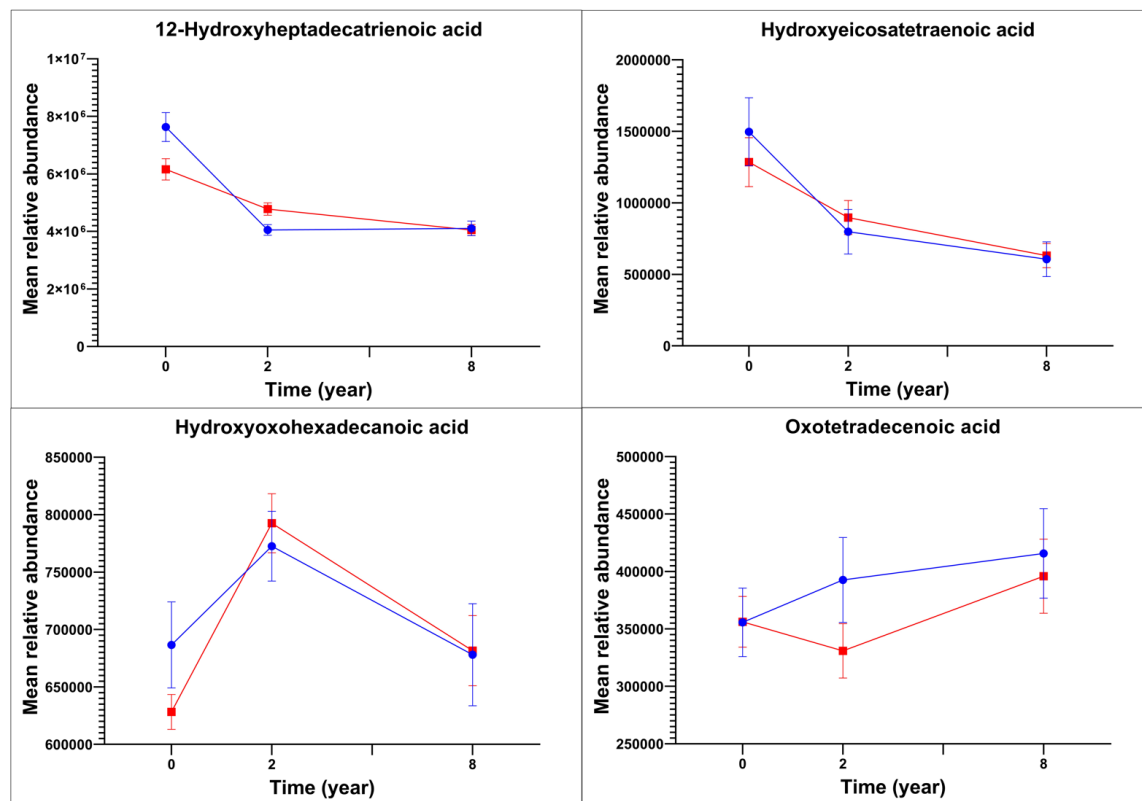 12-Hydroxyheptadecatrienoic acid
Mean relative abundance
1×10⁷
8×10⁶
6×10⁶
4×10⁶
2×10⁶
0
0 2 8
Time (year)
Hydroxyeicosatetraenoic acid
Mean relative abundance
2000000
1500000
1000000
500000
0
0 2 8
Time (year)
Hydroxyoxohexadecanoic acid
Mean relative abundance
850000
800000
750000
700000
650000
600000
0 2 8
Time (year)
Oxotetradecenoic acid
Mean relative abundance
500000
450000
400000
350000
300000
250000
0 2 8
Time (year)